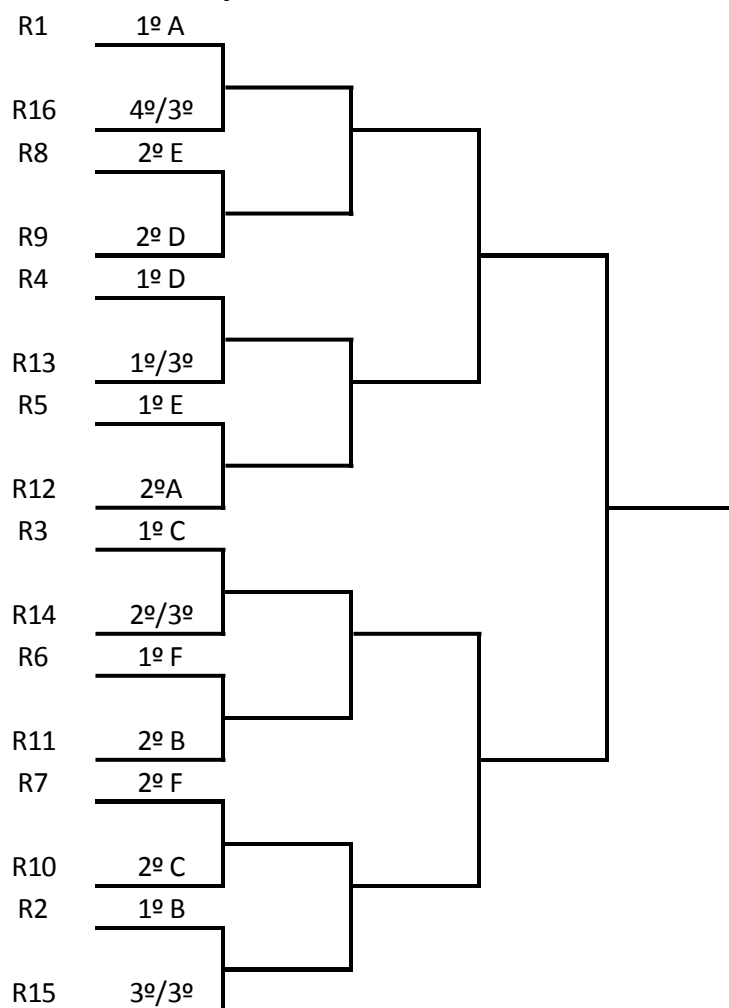 R1 1º A
R16 4º/3º
R8 2º E
R9 2º D
R4 1º D
R13 1º/3º
R5 1º E
R12 2ºA
R3 1º C
R14 2º/3º
R6 1º F
R11 2º B
R7 2º F
R10 2º C
R2 1º B
R15 3º/3º